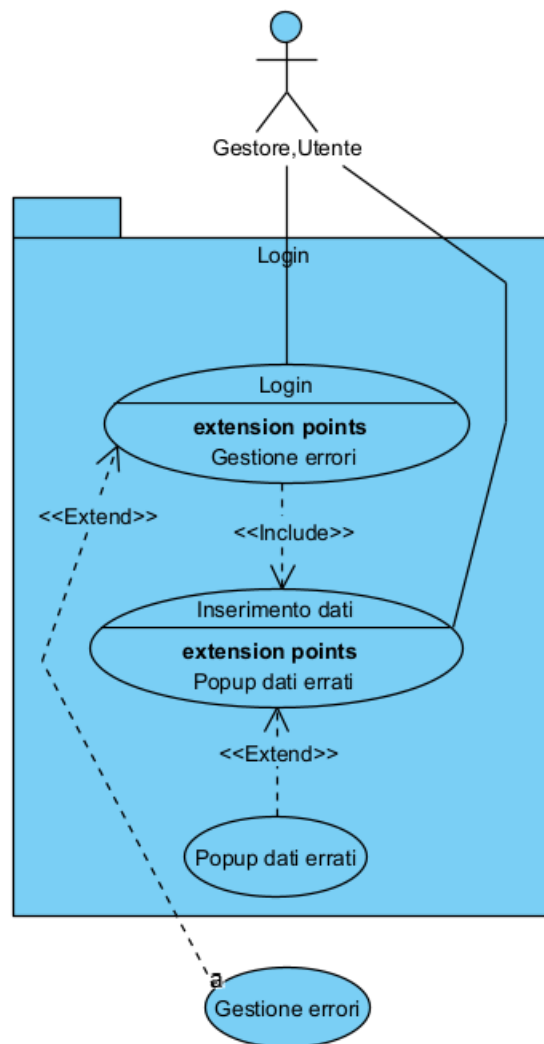 Gestore,Utente
Login
Login
extension points
Gestione errori
<<Extend>>
<<Include>>
Inserimento dati
extension points
Popup dati errati
<<Extend>>
Popup dati errati
a
Gestione errori